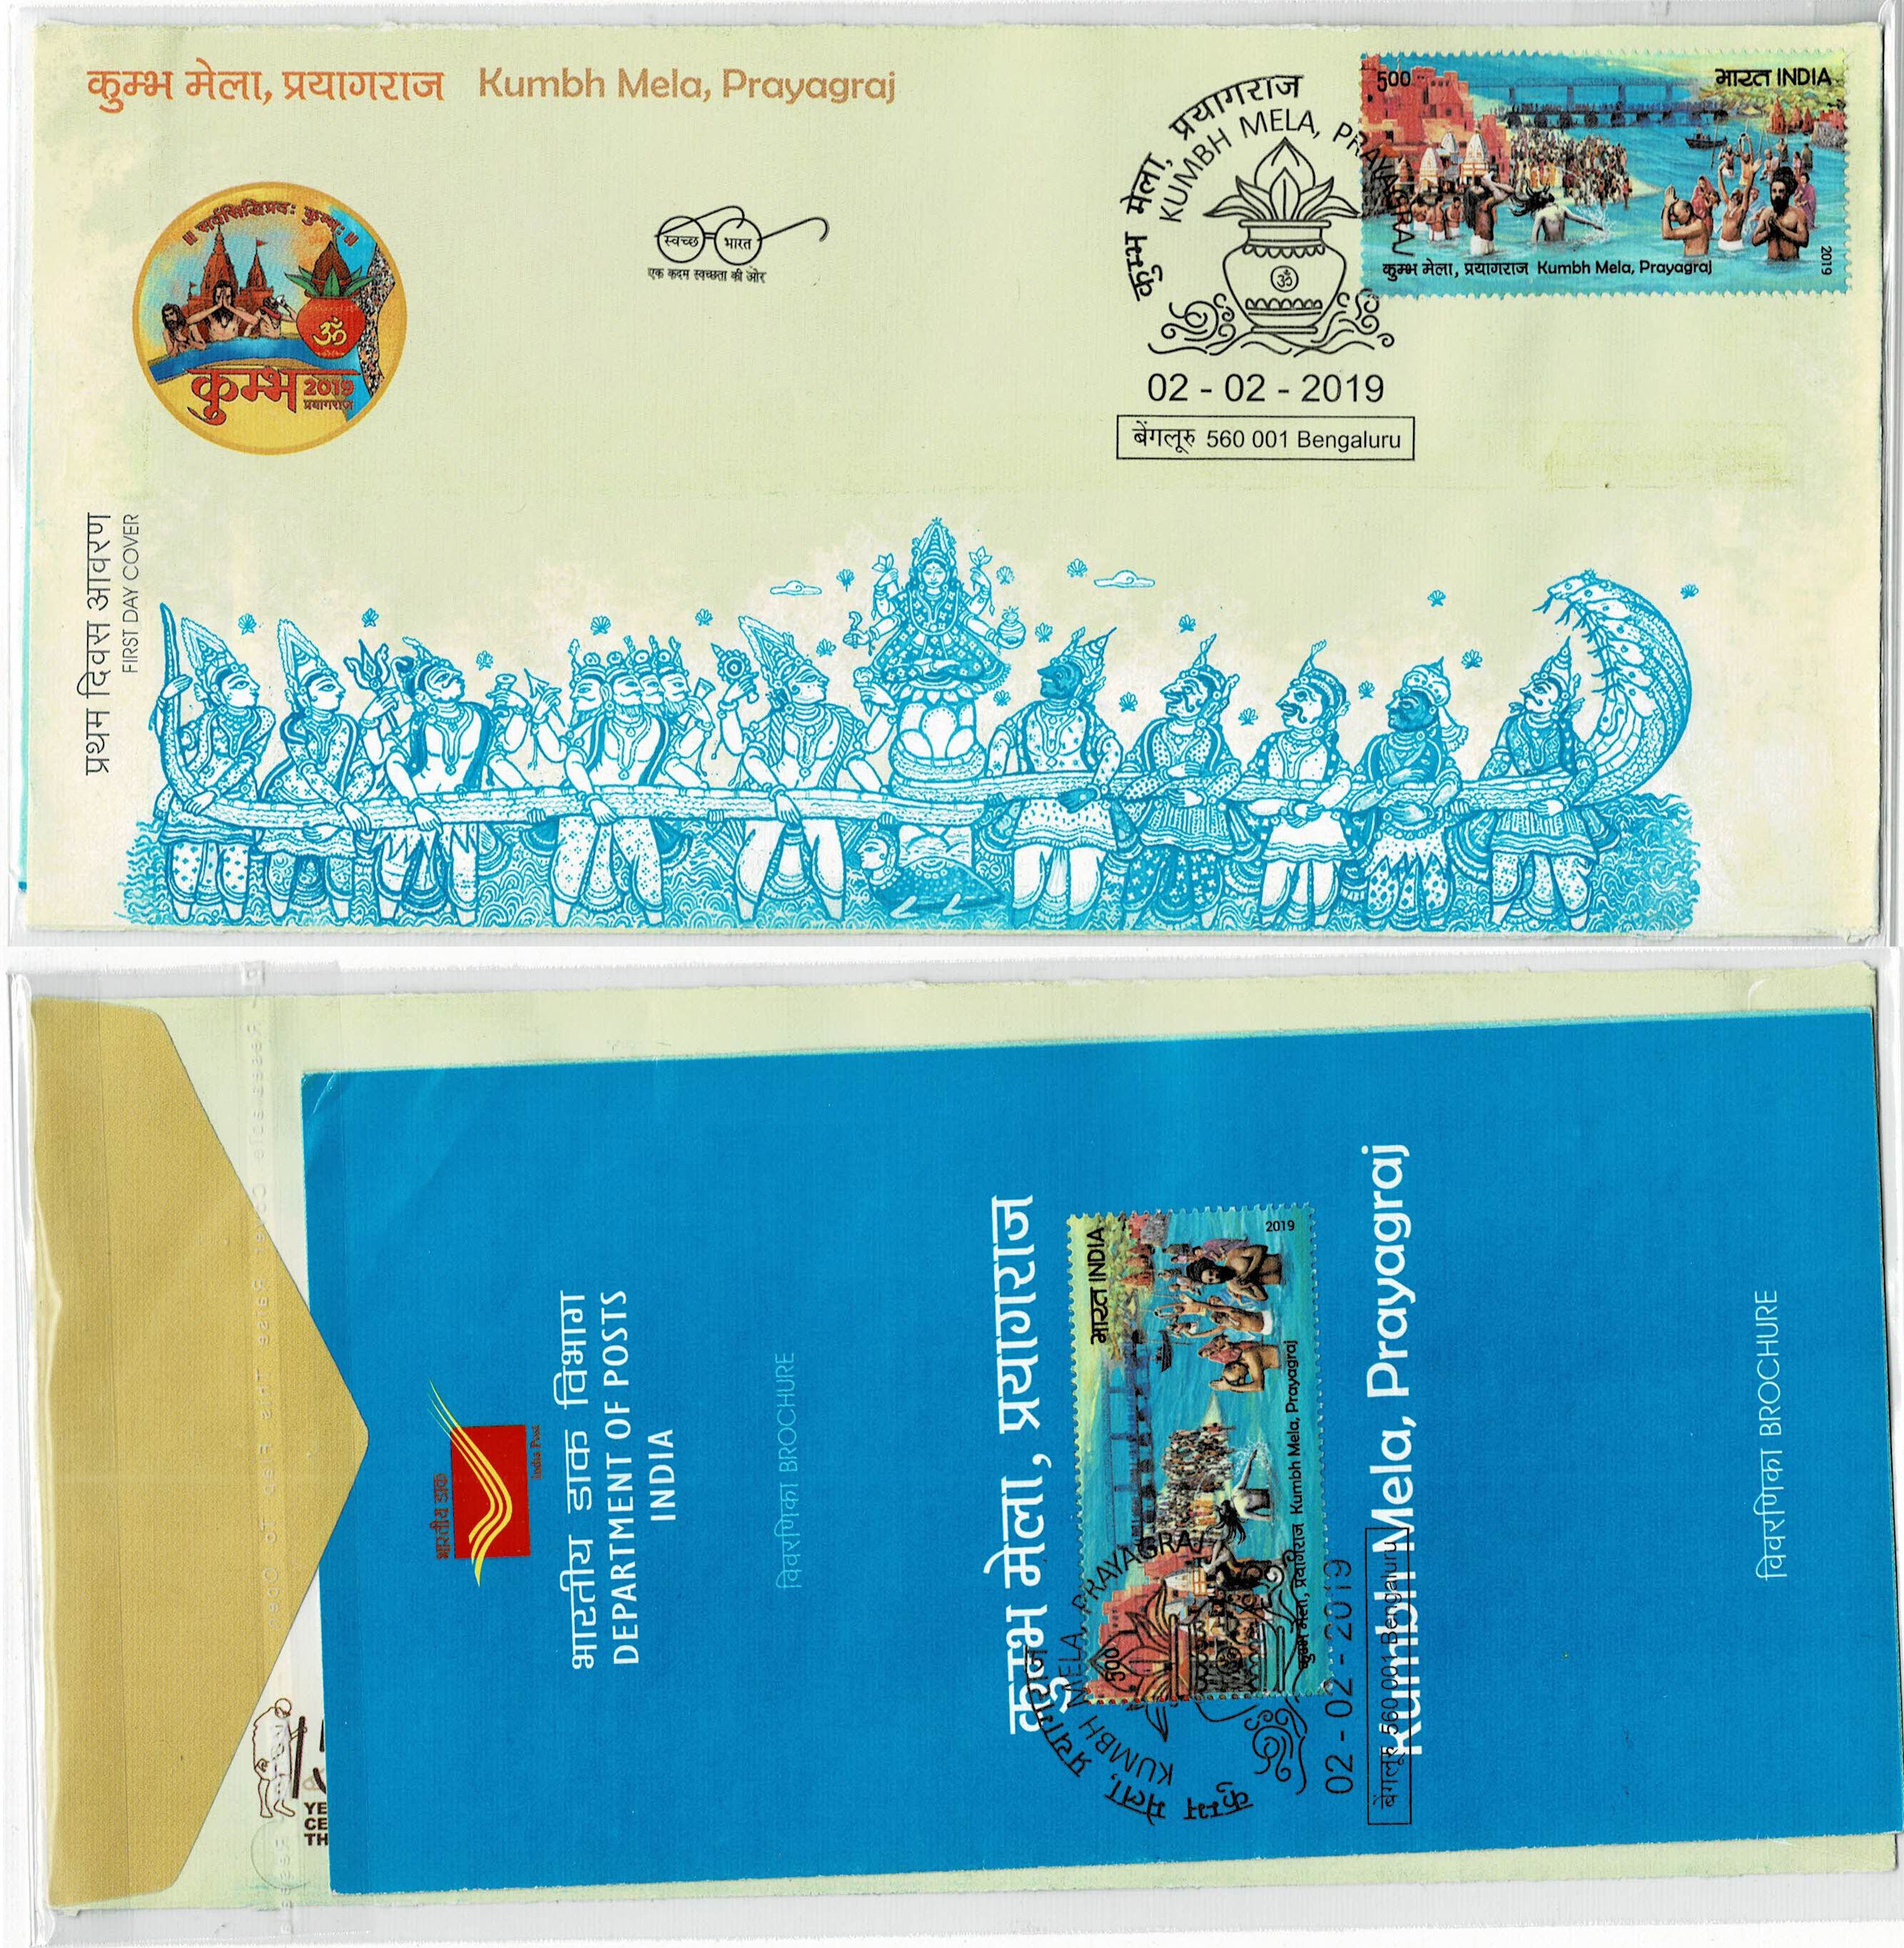 कुम्भ मेला, प्रयागराज Kumbh Mela, Prayagraj
॥ सर्वसिद्धिप्रदः कुम्भः ॥
ॐ
कुम्भ 2019
प्रयागराज
स्वच्छ भारत
एक कदम स्वच्छता की ओर
कुम्भ मेला, प्रयागराज
KUMBH MELA, PRAYAGRAJ
ॐ
02 - 02 - 2019
बेंगलूरु 560 001 Bengaluru
500
भारत INDIA
कुम्भ मेला, प्रयागराज Kumbh Mela, Prayagraj
2019
प्रथम दिवस आवरण
FIRST DAY COVER
भारतीय डाक
India Post
भारतीय डाक विभाग
DEPARTMENT OF POSTS
INDIA
विवरणिका BROCHURE
कुम्भ मेला, प्रयागराज
500
भारत INDIA
2019
कुम्भ मेला, प्रयागराज Kumbh Mela, Prayagraj
कुम्भ मेला, प्रयागराज
KUMBH MELA, PRAYAGRAJ
02 - 02 - 2019
बेंगलूरु 560 001 Bengaluru
Kumbh Mela, Prayagraj
विवरणिका BROCHURE
YE
CE
TH